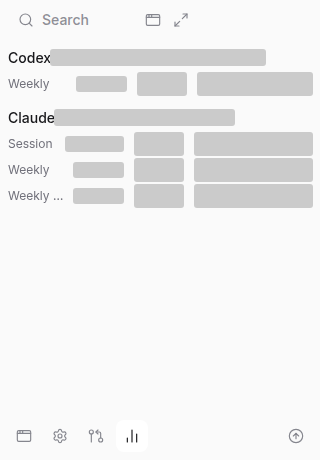 Search
Codex
Weekly
Claude
Session
Weekly
Weekly ...